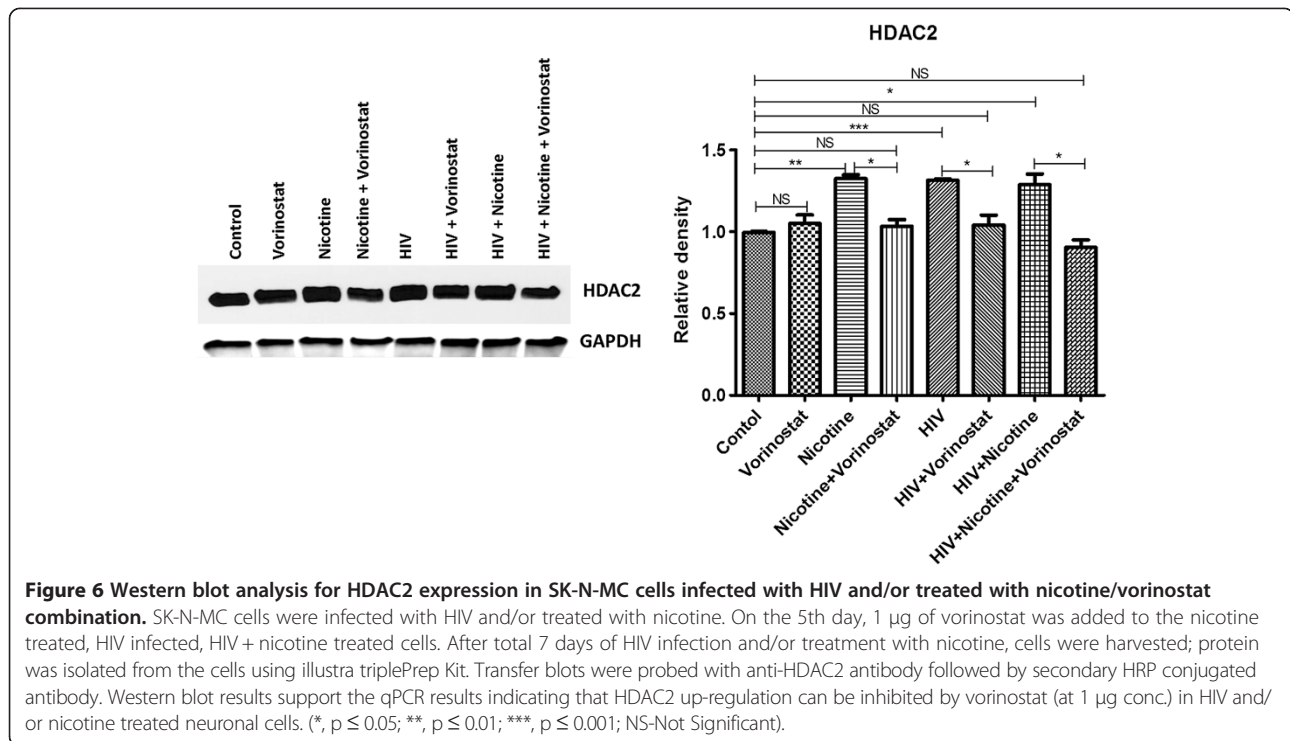 Control
Vorinostat
Nicotine
Nicotine + Vorinostat
HIV
HIV + Vorinostat
HIV + Nicotine
HIV + Nicotine + Vorinostat
HDAC2
GAPDH
HDAC2
NS
*
NS
***
NS
** *
* *
NS
1.5
1.0
0.5
0.0
Relative density
Contol
Vorinostat
Nicotine
Nicotine+Vorinostat
HIV
HIV+Vorinostat
HIV+Nicotine
HIV+Nicotine+Vorinostat
Figure 6 Western blot analysis for HDAC2 expression in SK-N-MC cells infected with HIV and/or treated with nicotine/vorinostat
combination. SK-N-MC cells were infected with HIV and/or treated with nicotine. On the 5th day, 1 μg of vorinostat was added to the nicotine
treated, HIV infected, HIV + nicotine treated cells. After total 7 days of HIV infection and/or treatment with nicotine, cells were harvested; protein
was isolated from the cells using illustra triplePrep Kit. Transfer blots were probed with anti-HDAC2 antibody followed by secondary HRP conjugated
antibody. Western blot results support the qPCR results indicating that HDAC2 up-regulation can be inhibited by vorinostat (at 1 μg conc.) in HIV and/
or nicotine treated neuronal cells. (*, p ≤ 0.05; **, p ≤ 0.01; ***, p ≤ 0.001; NS-Not Significant).